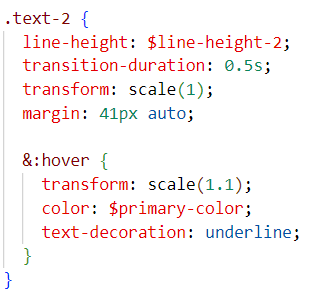 .text-2 {
  line-height: $line-height-2;
  transition-duration: 0.5s;
  transform: scale(1);
  margin: 41px auto;

  &:hover {
    transform: scale(1.1);
    color: $primary-color;
    text-decoration: underline;
  }
}